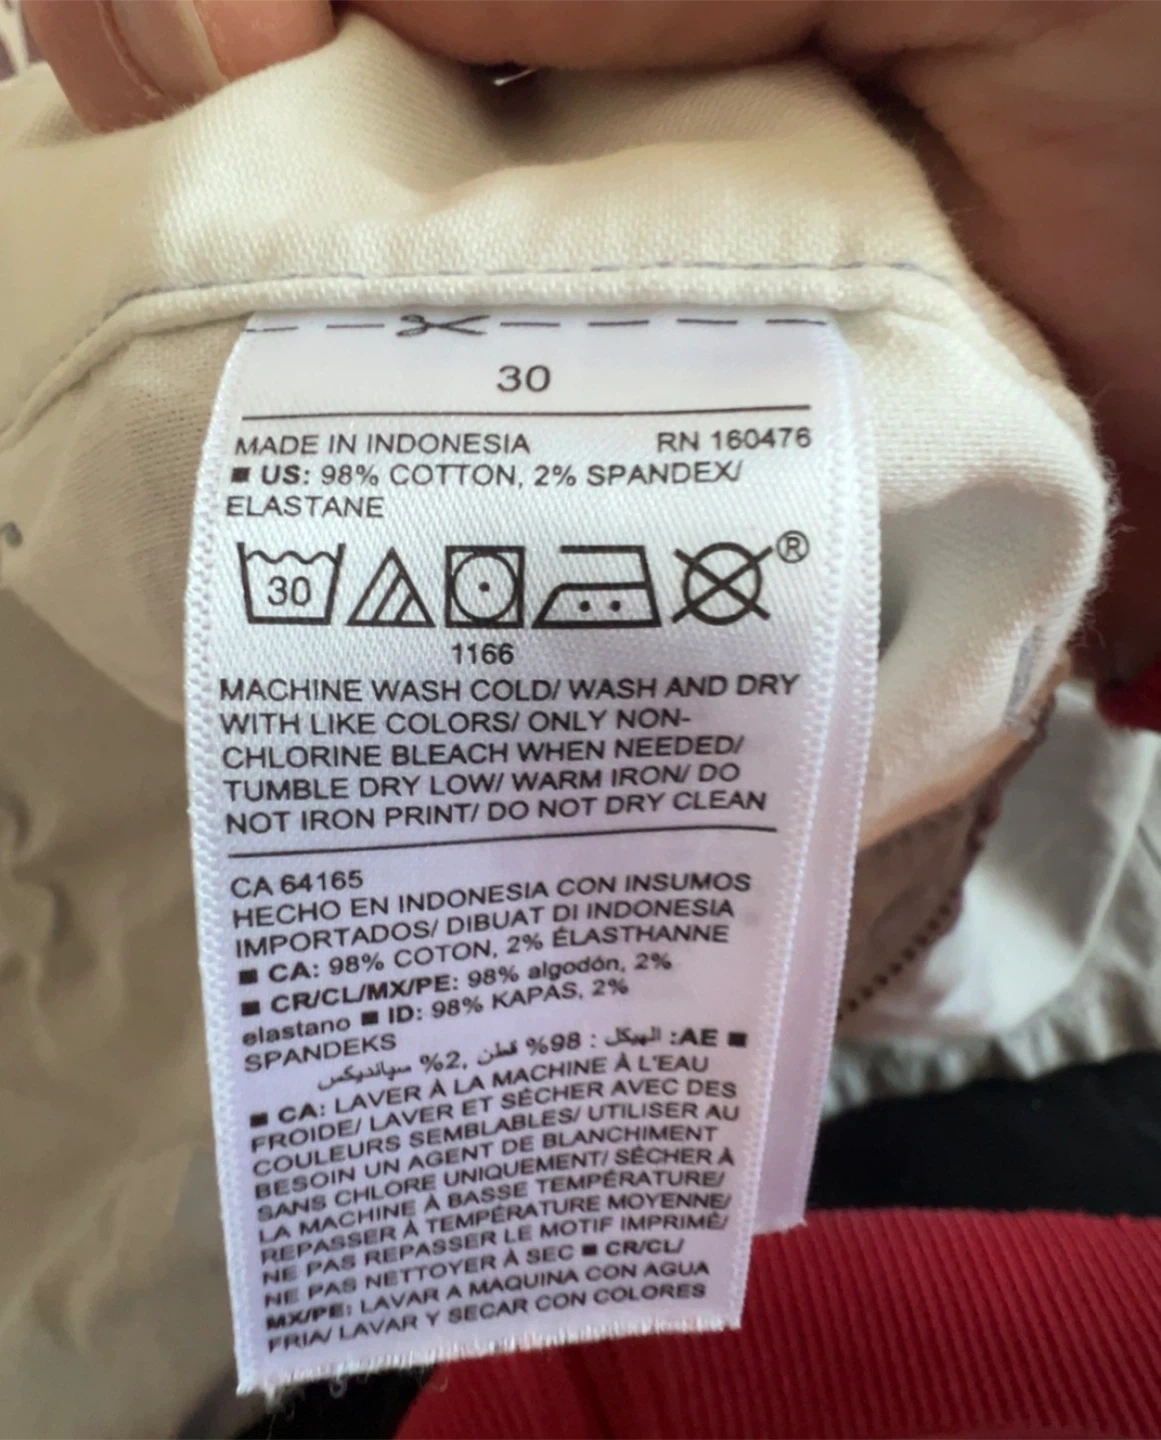 30
MADE IN INDONESIA RN 160476
■ US: 98% COTTON, 2% SPANDEX/
ELASTANE
30 ®
1166
MACHINE WASH COLD/ WASH AND DRY
WITH LIKE COLORS/ ONLY NON-
CHLORINE BLEACH WHEN NEEDED/
TUMBLE DRY LOW/ WARM IRON/ DO
NOT IRON PRINT/ DO NOT DRY CLEAN
CA 64165
HECHO EN INDONESIA CON INSUMOS
IMPORTADOS/ DIBUAT DI INDONESIA
■ CA: 98% COTON, 2% ÉLASTHANNE
■ CR/CL/MX/PE: 98% algodón, 2%
elastano ■ ID: 98% KAPAS, 2%
SPANDEKS
■ AE: الهيكل : 98% قطن ,2% سباندیکس
■ CA: LAVER À LA MACHINE À L'EAU
FROIDE/ LAVER ET SÉCHER AVEC DES
COULEURS SEMBLABLES/ UTILISER AU
BESOIN UN AGENT DE BLANCHIMENT
SANS CHLORE UNIQUEMENT/ SÉCHER À
LA MACHINE À BASSE TEMPÉRATURE/
REPASSER À TEMPÉRATURE MOYENNE/
NE PAS REPASSER LE MOTIF IMPRIMÉ/
NE PAS NETTOYER À SEC ■ CR/CL/
MX/PE: LAVAR A MAQUINA CON AGUA
FRIA/ LAVAR Y SECAR CON COLORES